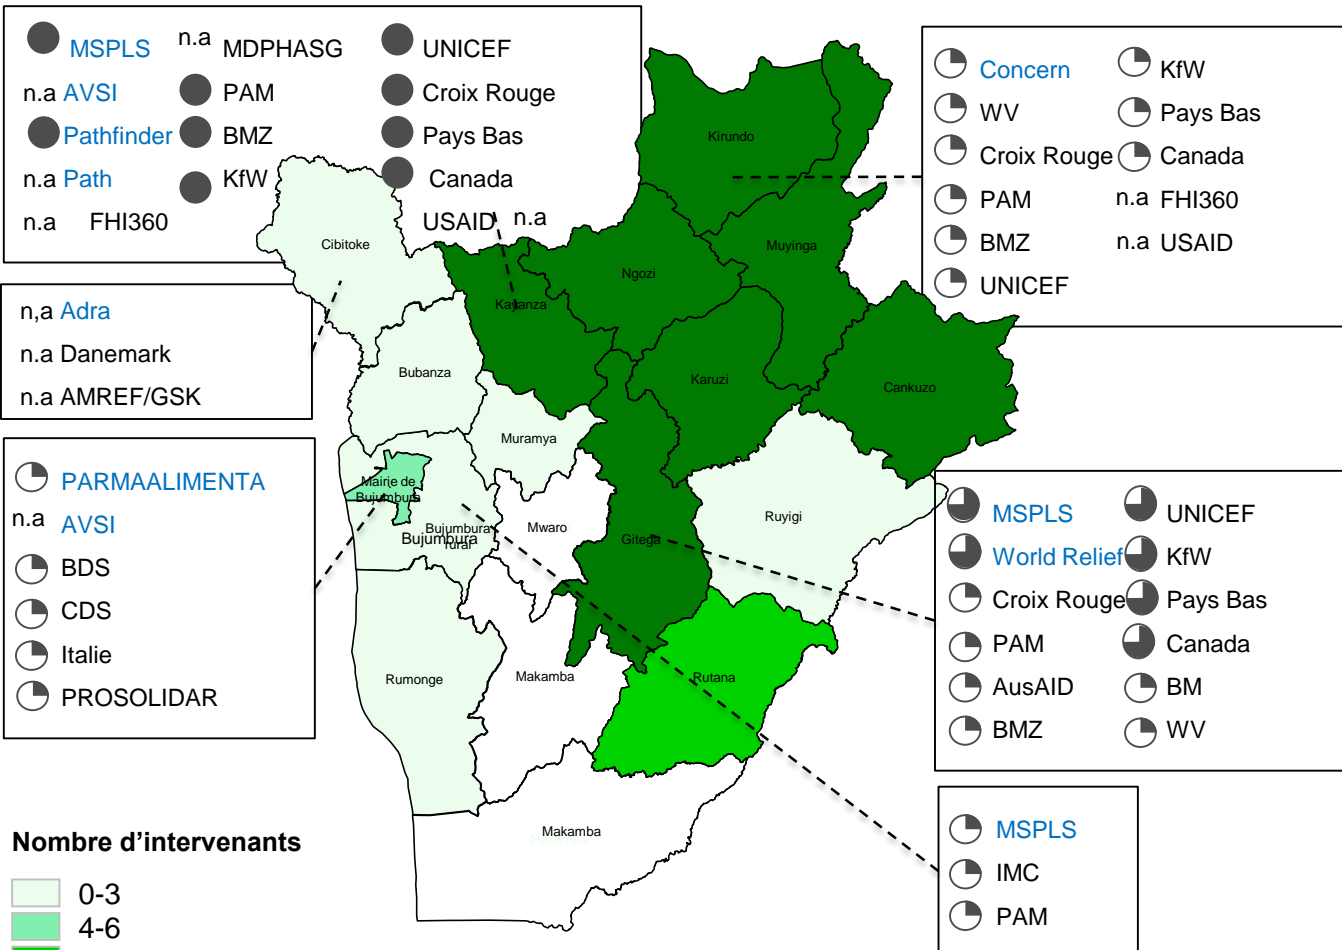 MSPLS n.a MDPHASG UNICEF
n.a AVSI PAM Croix Rouge
Pathfinder BMZ Pays Bas
n.a Path KfW Canada
n.a FHI360 USAID n.a
Concern KfW
WV Pays Bas
Croix Rouge Canada
PAM n.a FHI360
BMZ n.a USAID
UNICEF
n,a Adra
n.a Danemark
n.a AMREF/GSK
PARMAALIMENTA
n.a AVSI
BDS
CDS
Italie
PROSOLIDAR
MSPLS UNICEF
World Relief KfW
Croix Rouge Pays Bas
PAM Canada
AusAID BM
BMZ WV
MSPLS
IMC
PAM
Kirundo
Cibitoke
Muyinga
Ngozi
Kayanza
Bubanza
Karuzi
Cankuzo
Muramya
Mairie de
Bujumbura
Bujumbura
rural
Bujumbura
Mwaro
Gitega
Ruyigi
Rumonge
Makamba
Rutana
Makamba
Nombre d’intervenants
0-3
4-6